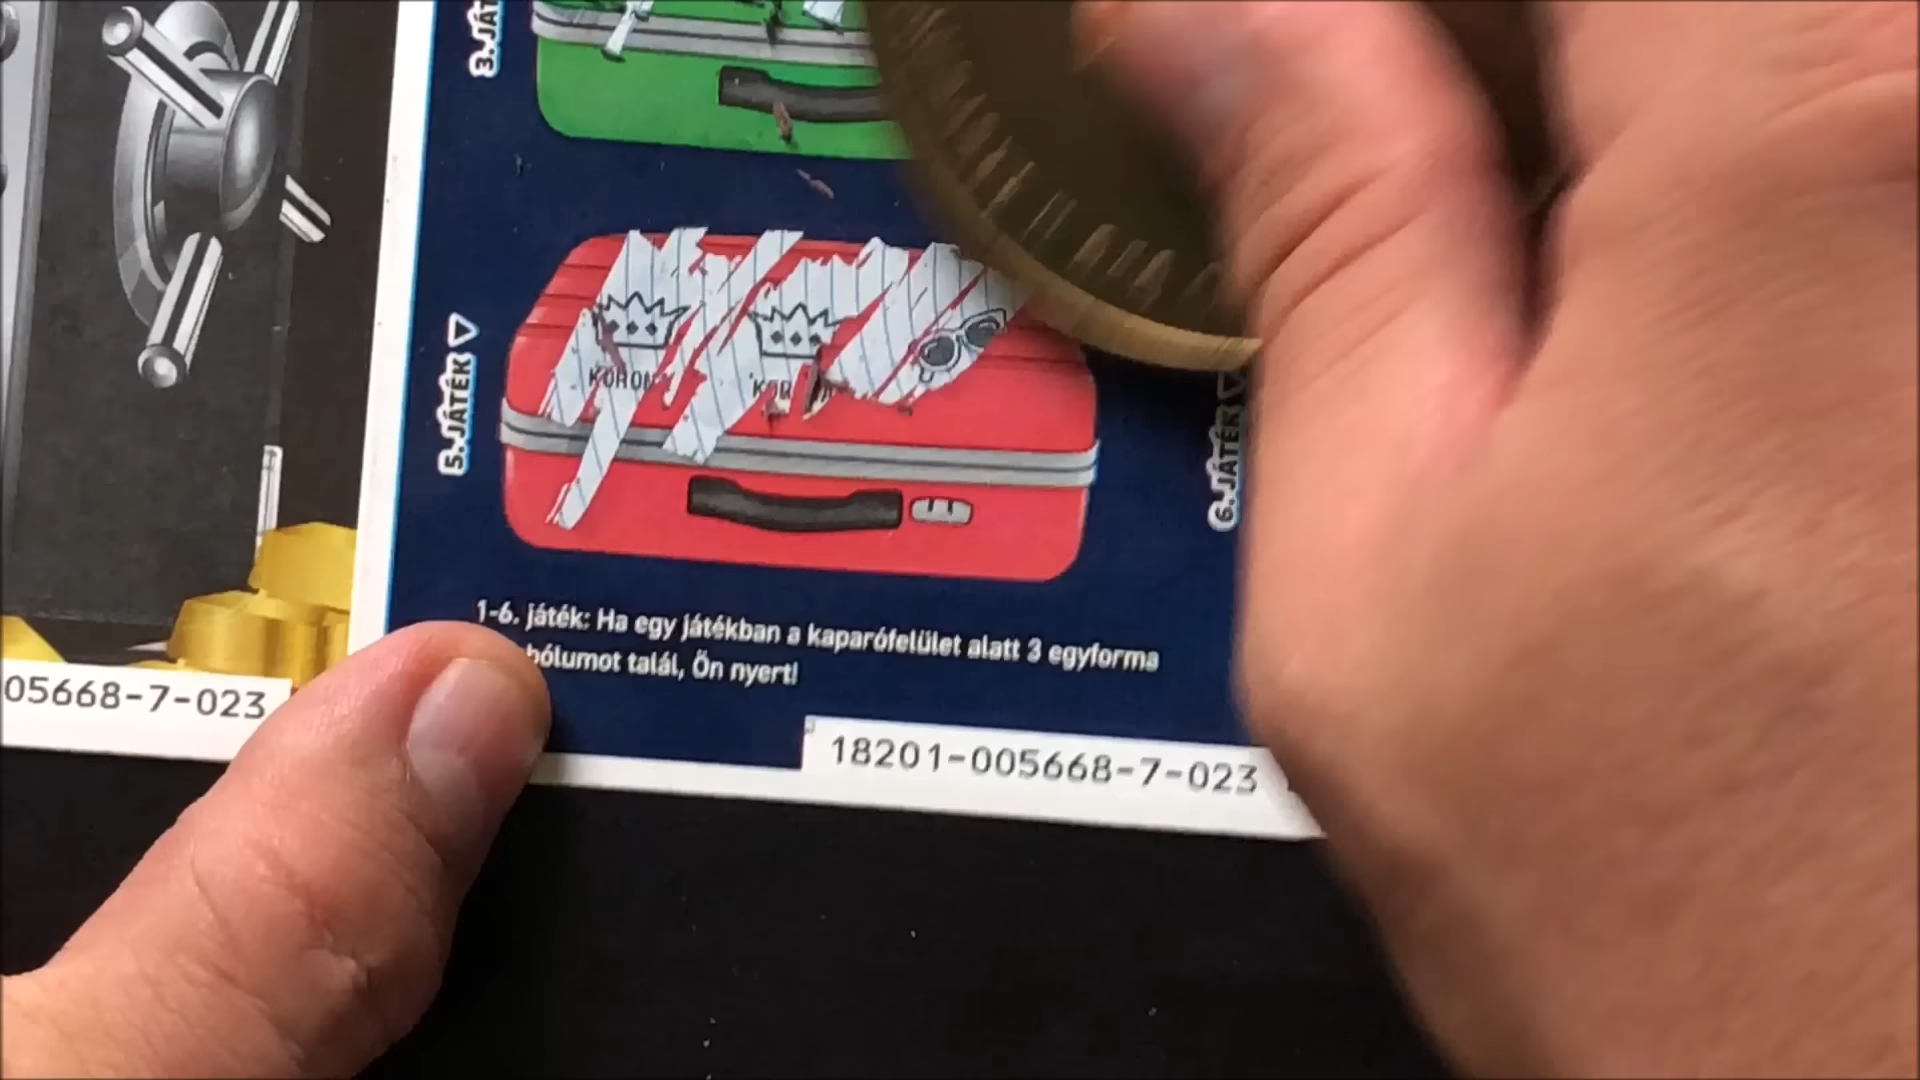 3. JÁT
5. JÁTÉK
KORON
6. JÁTÉK
1-6. játék: Ha egy játékban a kaparófelület alatt 3 egyforma
bólumot talál, Ön nyert!
05668-7-023
18201-005668-7-023